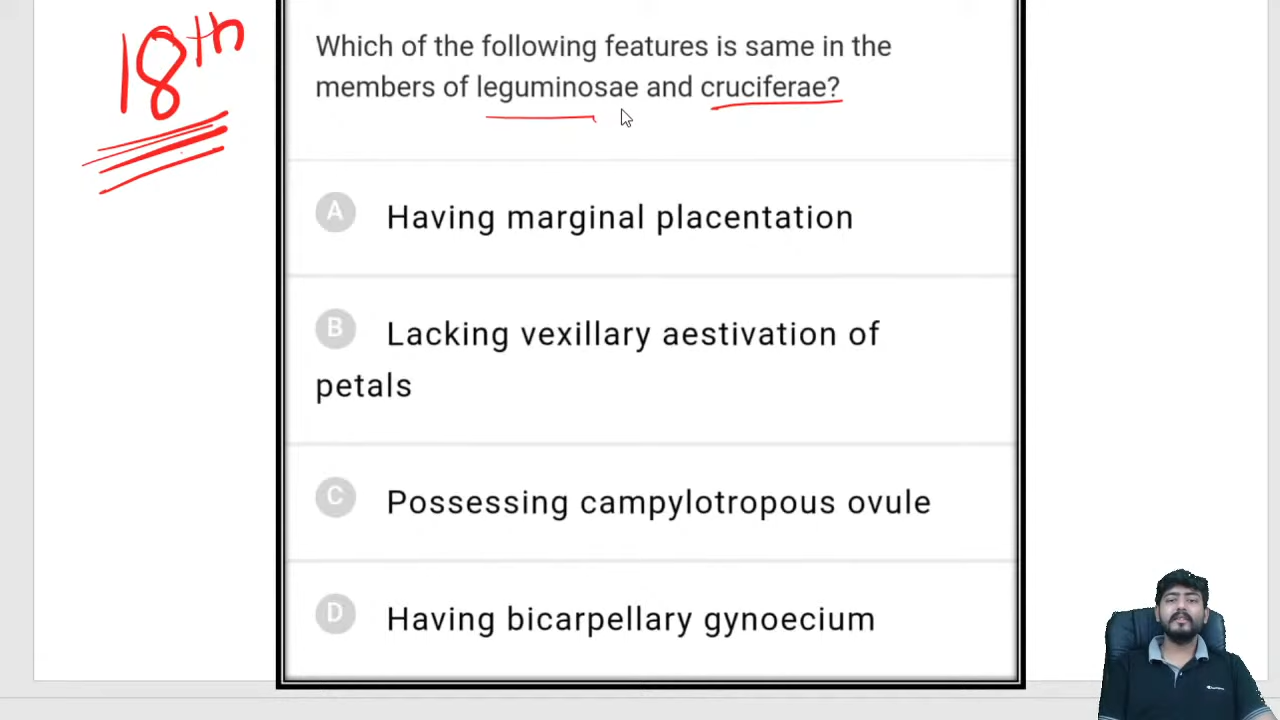 18th
Which of the following features is same in the
members of leguminosae and cruciferae?
A Having marginal placentation
B Lacking vexillary aestivation of
petals
C Possessing campylotropous ovule
D Having bicarpellary gynoecium